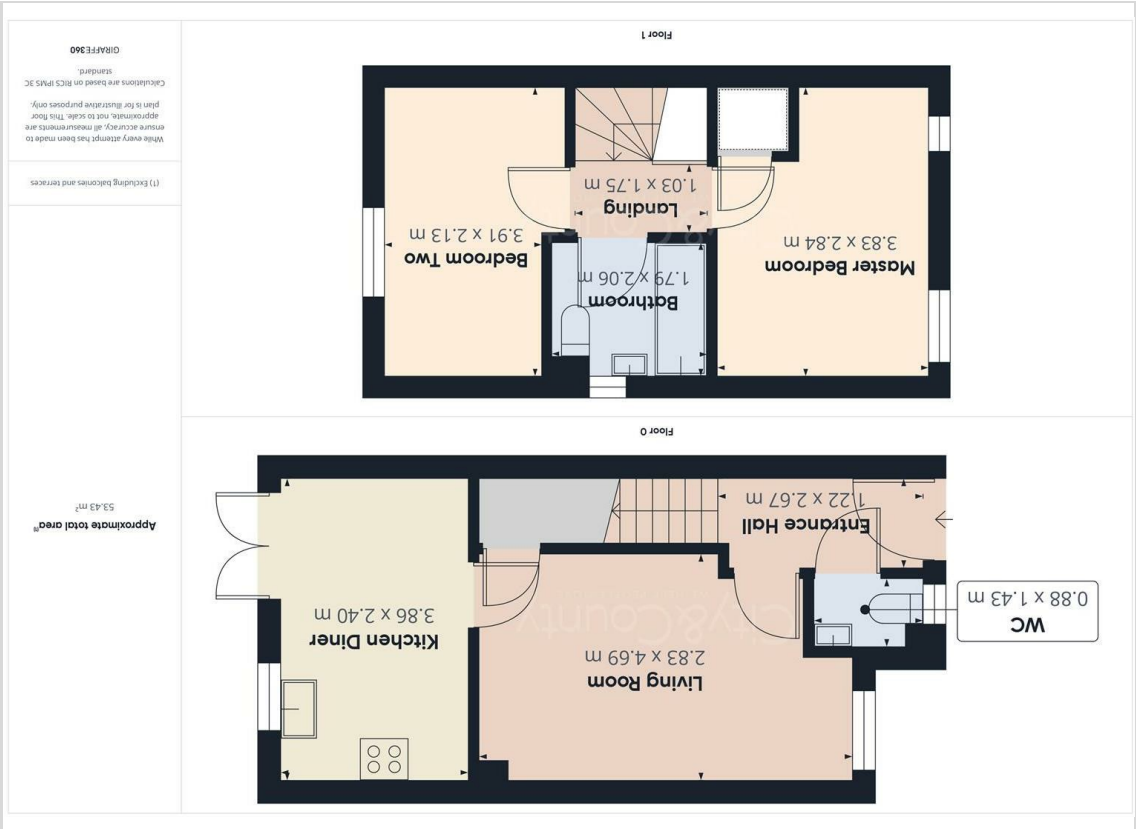 WC
0.88 x 1.43 m
Living Room
2.83 x 4.69 m
Kitchen Diner
3.86 x 2.40 m
City&County
Entrance Hall
1.22 x 2.67 m
Floor 0
Master Bedroom
3.83 x 2.84 m
Bathroom
1.79 x 2.06 m
Landing
1.03 x 1.75 m
Bedroom Two
3.91 x 2.13 m
Floor 1
Approximate total area⁽¹⁾
53.43 m²
(1) Excluding balconies and terraces
While every attempt has been made to
ensure accuracy, all measurements are
approximate, not to scale. This floor
plan is for illustrative purposes only.
Calculations are based on RICS IPMS 3C
standard.
GIRAFFE360